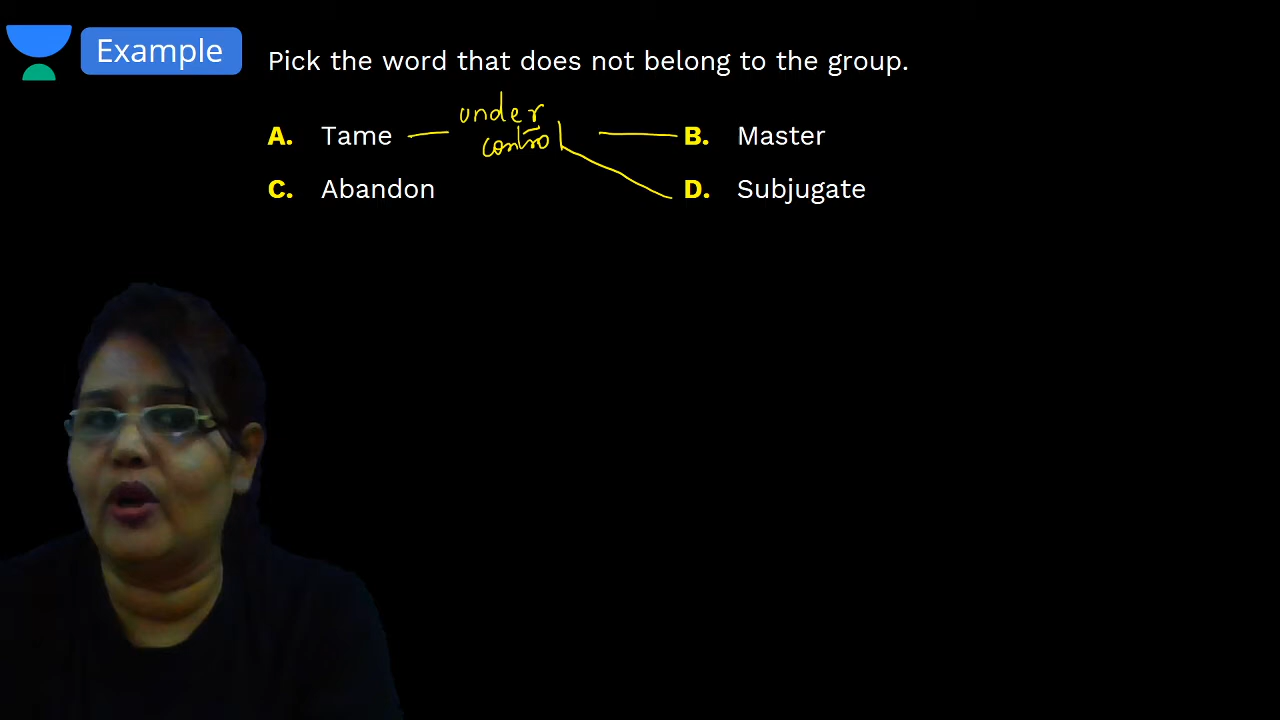 Example
Pick the word that does not belong to the group.
under
control
A. Tame
B. Master
C. Abandon
D. Subjugate